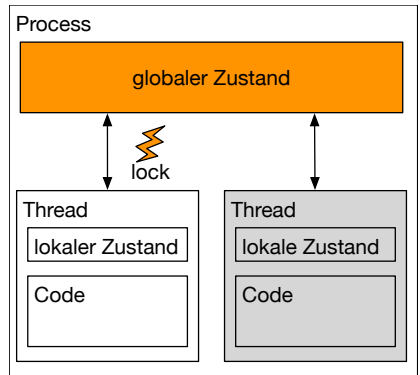 Process
globaler Zustand
lock
Thread
lokaler Zustand
Code
Thread
lokale Zustand
Code